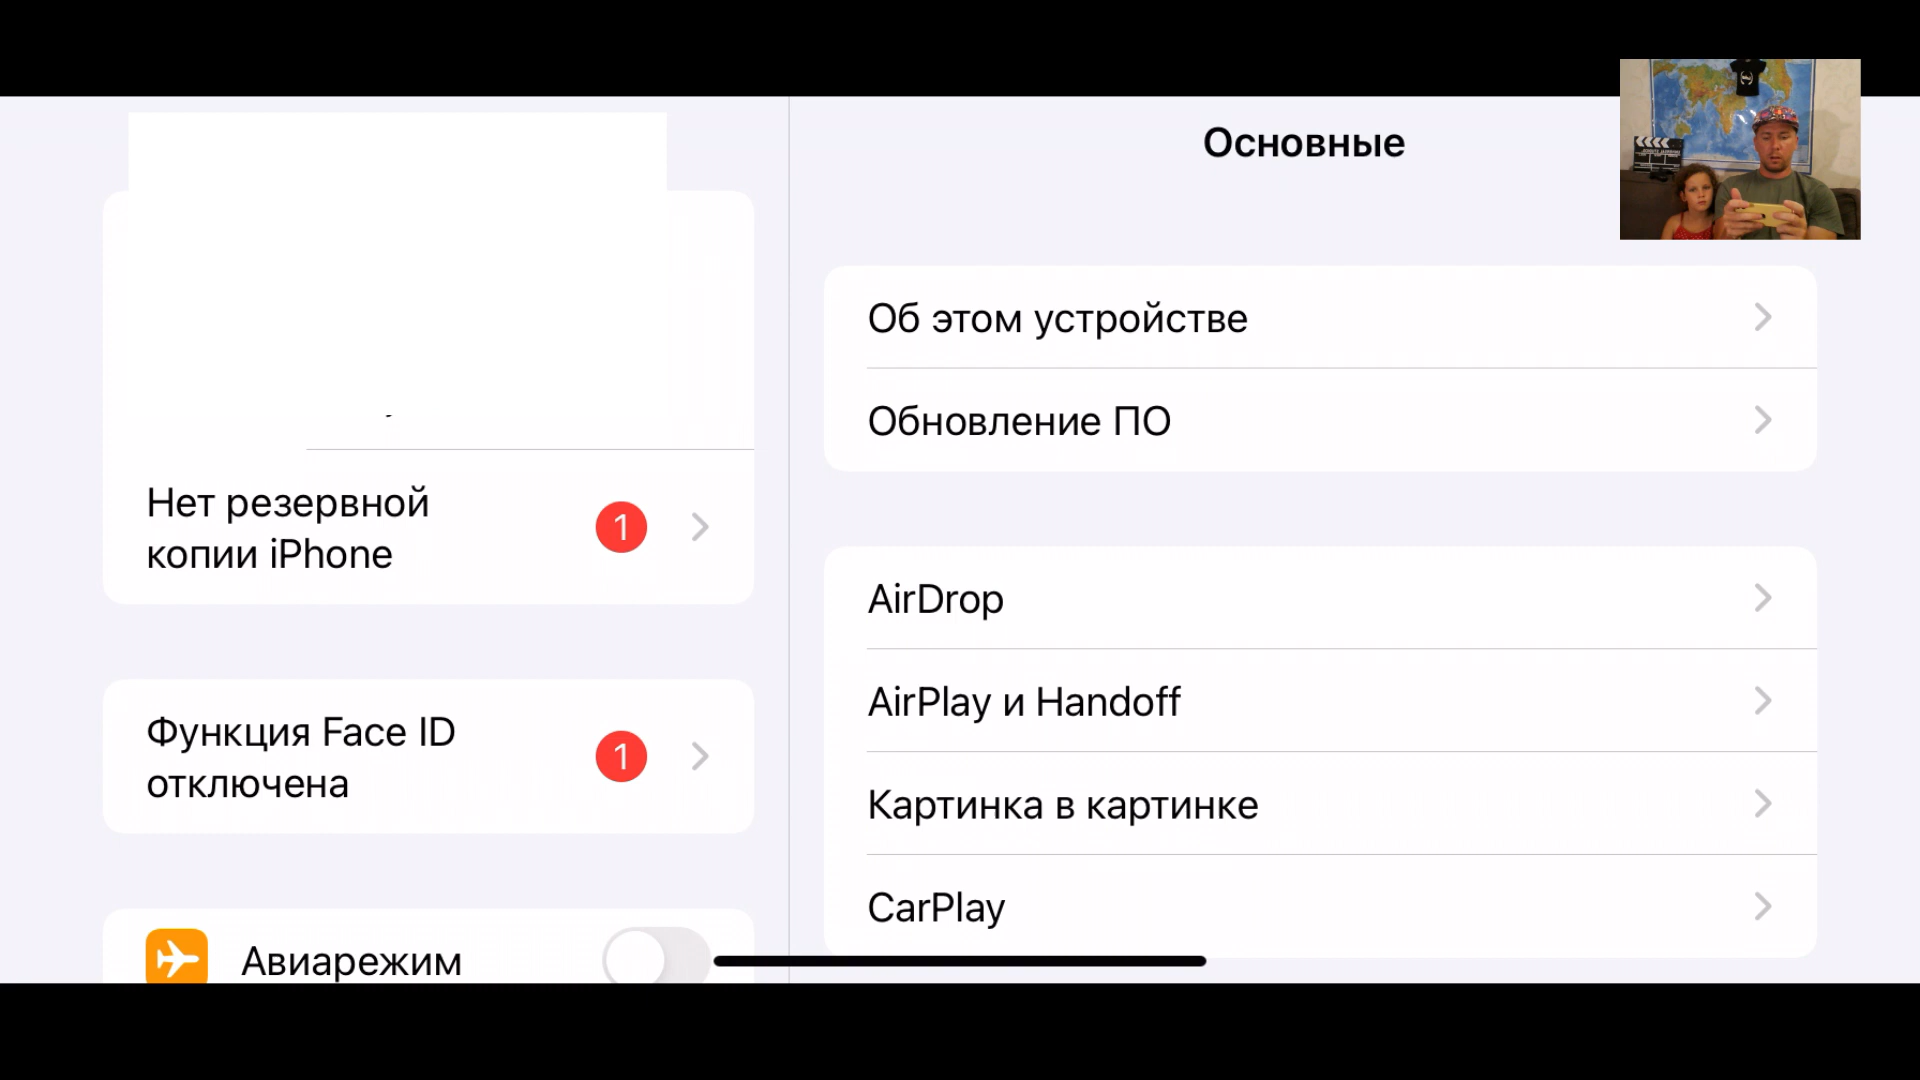 Нет резервной
копии iPhone
1
Функция Face ID
отключена
1
Авиарежим
Основные
Об этом устройстве
Обновление ПО
AirDrop
AirPlay и Handoff
Картинка в картинке
CarPlay